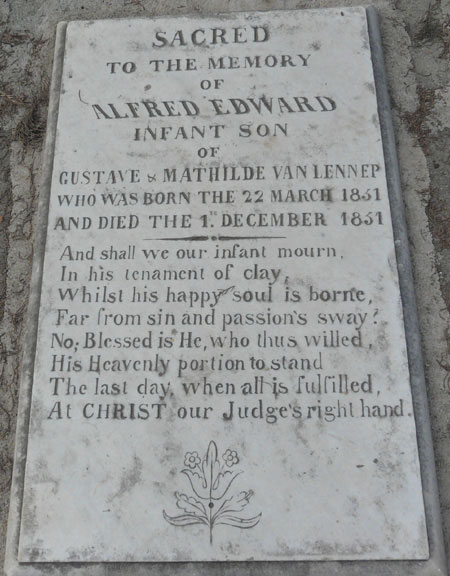 SACRED
TO THE MEMORY
OF
ALFRED EDWARD
INFANT SON
OF
GUSTAVE & MATHILDE VAN LENNEP
WHO WAS BORN THE 22 MARCH 1831
AND DIED THE 1ST. DECEMBER 1831
And shall we our infant mourn,
In his tenament of clay,
Whilst his happy soul is borne,
Far from sin and passion's sway?
No; Blessed is He, who thus willed,
His Heavenly portion to stand
The last day, when all is fulfilled,
At CHRIST our Judge's right hand.